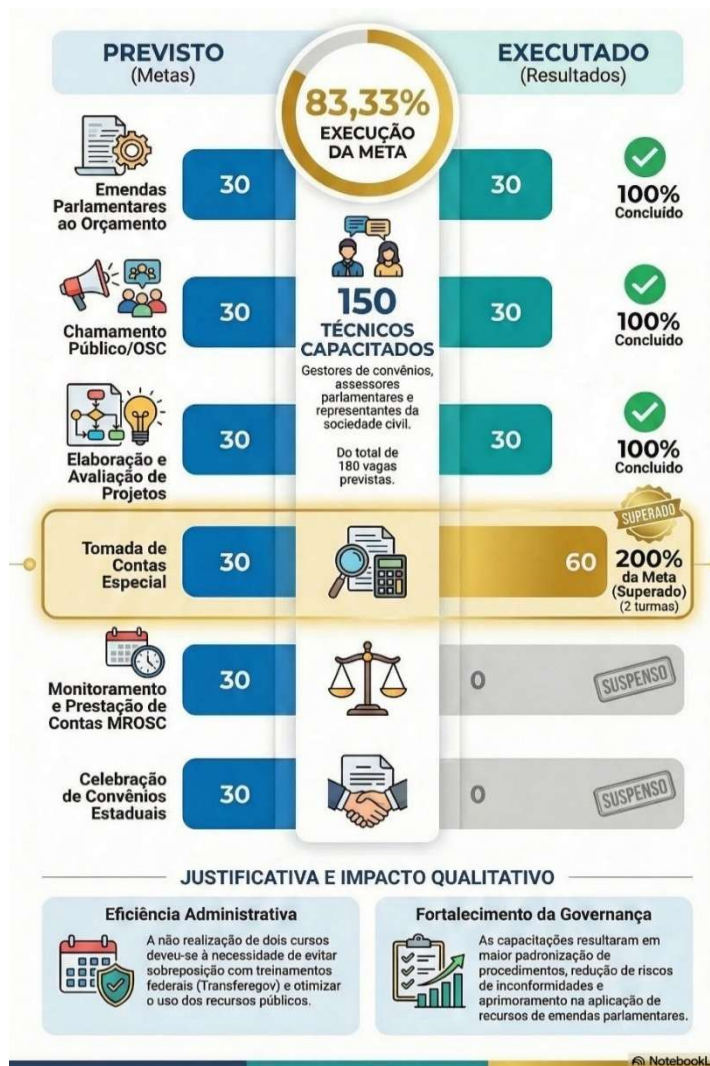 PREVISTO
(Metas)
EXECUTADO
(Resultados)
83,33%
EXECUÇÃO
DA META
Emendas
Parlamentares
ao Orçamento
30
30
100%
Concluído
Chamamento
Público/OSC
30
30
100%
Concluido
Elaboração e
Avaliação de
Projetos
30
30
100%
Concluído
150
TÉCNICOS
CAPACITADOS
Gestores de convênios,
assessores
parlamentares e
representantes da
sociedade civil.
Do total de
180 vagas
previstas.
Tomada de
Contas
Especial
30
60
SUPERADO
200%
da Meta
(Superado)
(2 turmas)
Monitoramento
e Prestação de
Contas MROSC
30
0
SUSPENSO
Celebração
de Convênios
Estaduais
30
0
SUSPENSO
JUSTIFICATIVA E IMPACTO QUALITATIVO
Eficiência Administrativa
A não realização de dois cursos
deveu-se à necessidade de evitar
sobreposição com treinamentos
federais (Transferegov) e otimizar
o uso dos recursos públicos.
Fortalecimento da Governança
As capacitações resultaram em
maior padronização de
procedimentos, redução de riscos
de inconformidades e
aprimoramento na aplicação de
recursos de emendas parlamentares.
NotebookL